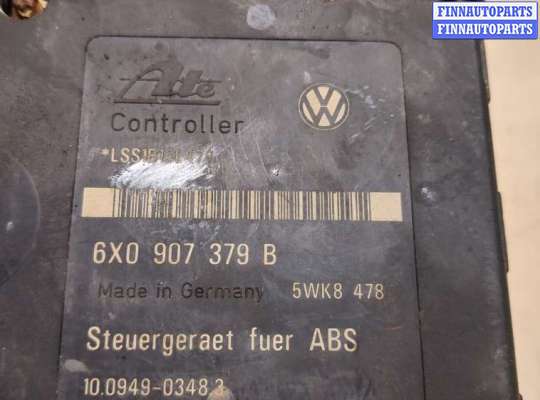 FINNAUTOPARTS
FINNAUTOPARTS
Ate
Controller
6X0 907 379 B
Made in Germany 5WK8 478
Steuergeraet fuer ABS
10.0949-0348.3